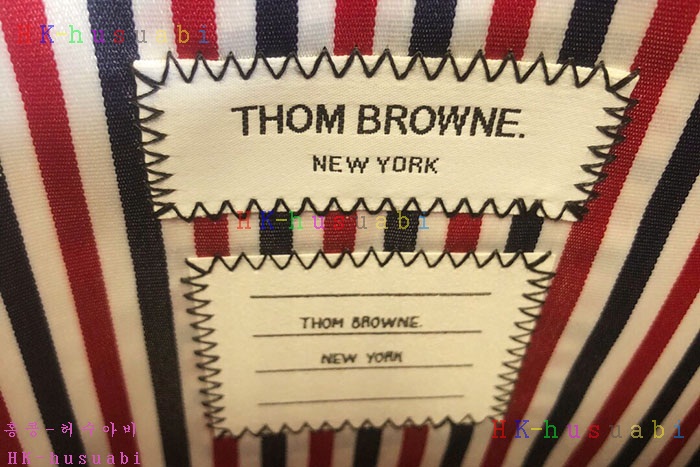 HK-husuabi
THOM BROWNE.
NEW YORK
HK-husuabi
THOM BROWNE.
NEW YORK
홍콩-허수아비
HK-husuabi
HK-husuabi